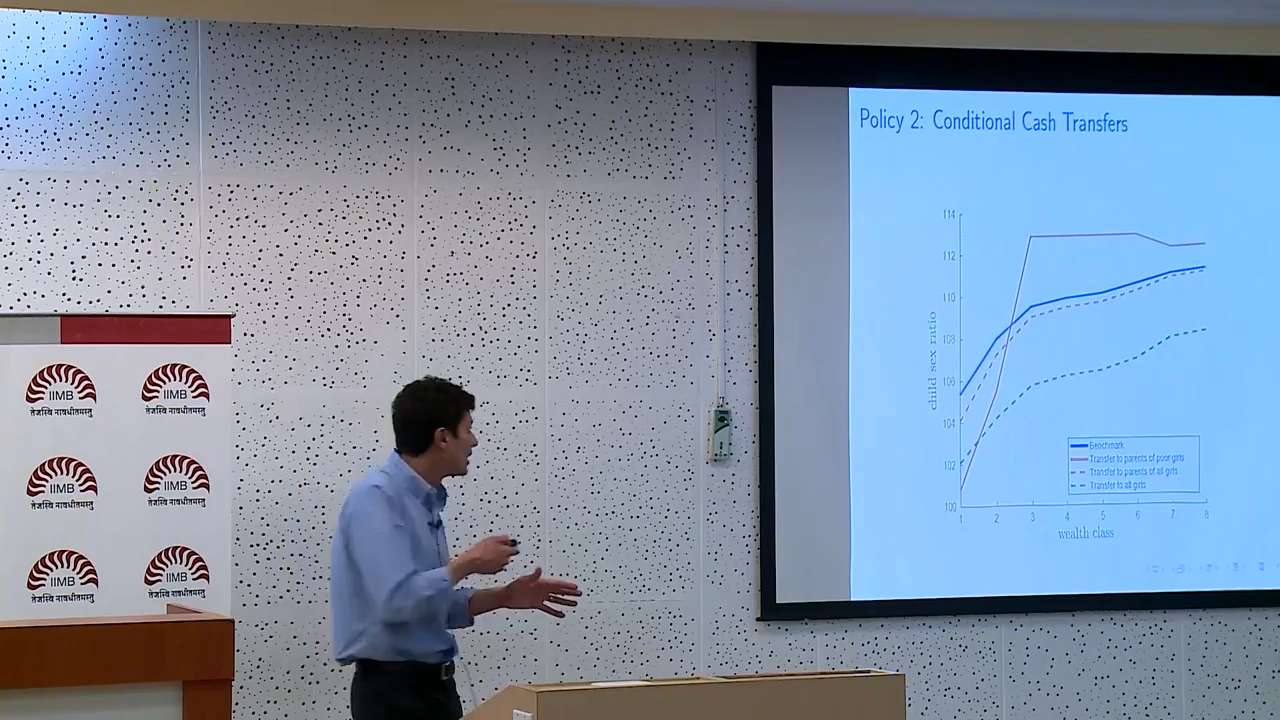 Policy 2: Conditional Cash Transfers
114
112
110
108
106
104
102
100
child sex ratio
1 2 3 4 5 6 7 8
wealth class
Benchmark
Transfer to parents of poor girls
Transfer to parents of all girls
Transfer to all girls
IIMB
तेजस्वि नावधीतमस्तु
IIMB
तेजस्वि नावधीतमस्तु
IIMB
तेजस्वि नावधीतमस्तु
IIMB
तेजस्वि नावधीतमस्तु
IIMB
तेजस्वि नावधीतमस्तु
IIMB
तेजस्वि नावधीतमस्तु